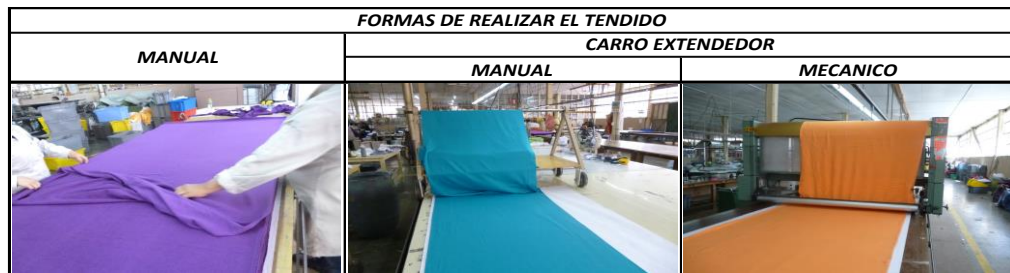 FORMAS DE REALIZAR EL TENDIDO
MANUAL
CARRO EXTENDEDOR
MANUAL
MECANICO